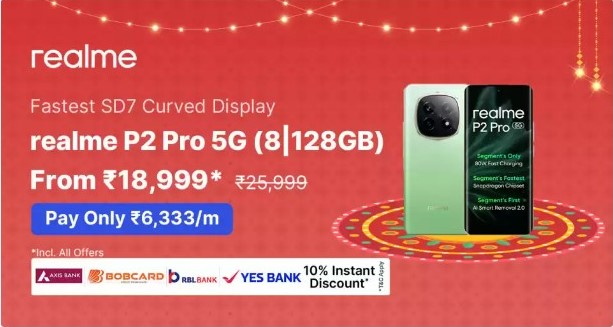 realme
Fastest SD7 Curved Display
realme P2 Pro 5G (8|128GB)
From ₹18,999* ₹25,999
Pay Only ₹6,333/m
*Incl. All Offers
AXIS BANK BOBCARD RBLBANK YES BANK 10% Instant
Discount*
*T&C Apply
realme
P2 Pro 5G
Segment's Only
80W Fast Charging
Segment's Fastest
Snapdragon Chipset
Segment's First
AI Smart Removal 2.0